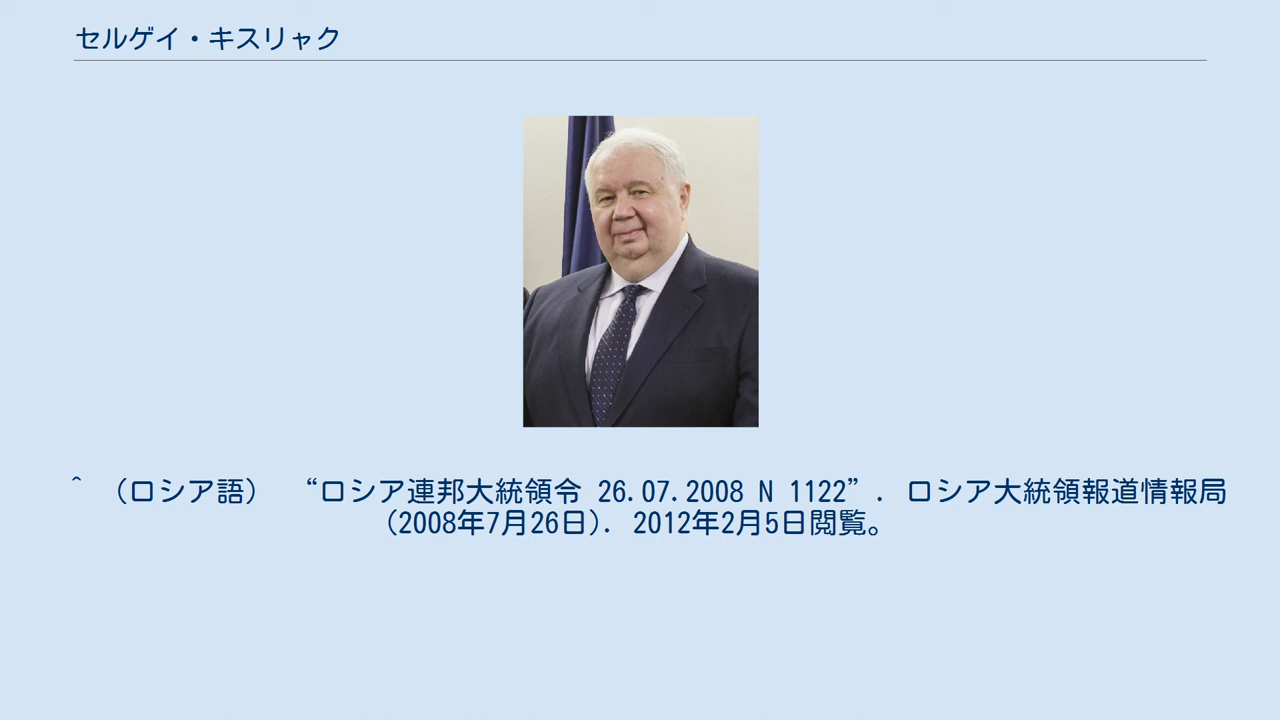 セルゲイ・キスリャク
^ （ロシア語） “ロシア連邦大統領令 26.07.2008 N 1122”. ロシア大統領報道情報局
(2008年7月26日). 2012年2月5日閲覧。